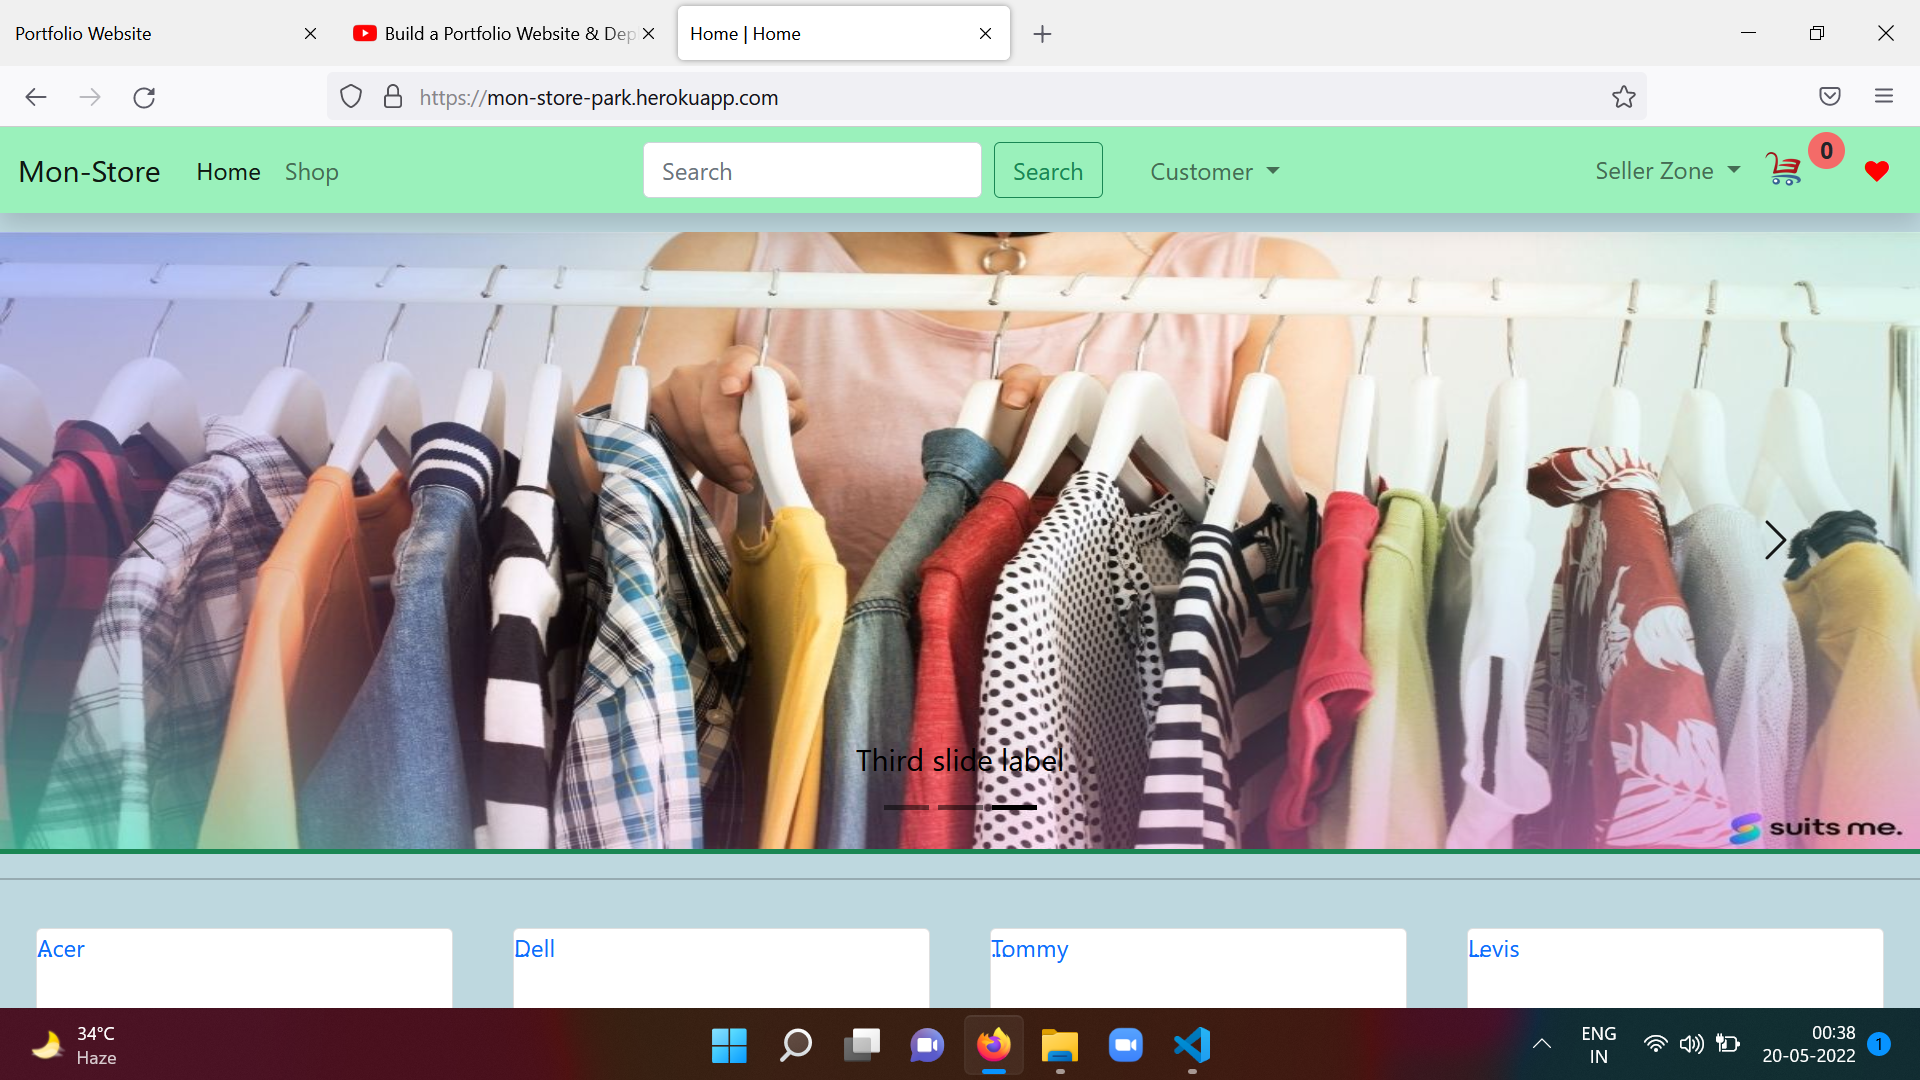 Portfolio Website
Build a Portfolio Website & Dep
Home | Home
https://mon-store-park.herokuapp.com
Mon-Store Home Shop Search Search Customer Seller Zone 0
Third slide label
suits me.
Acer Dell Tommy Levis
34°C
Haze
ENG
IN
00:38
20-05-2022
1